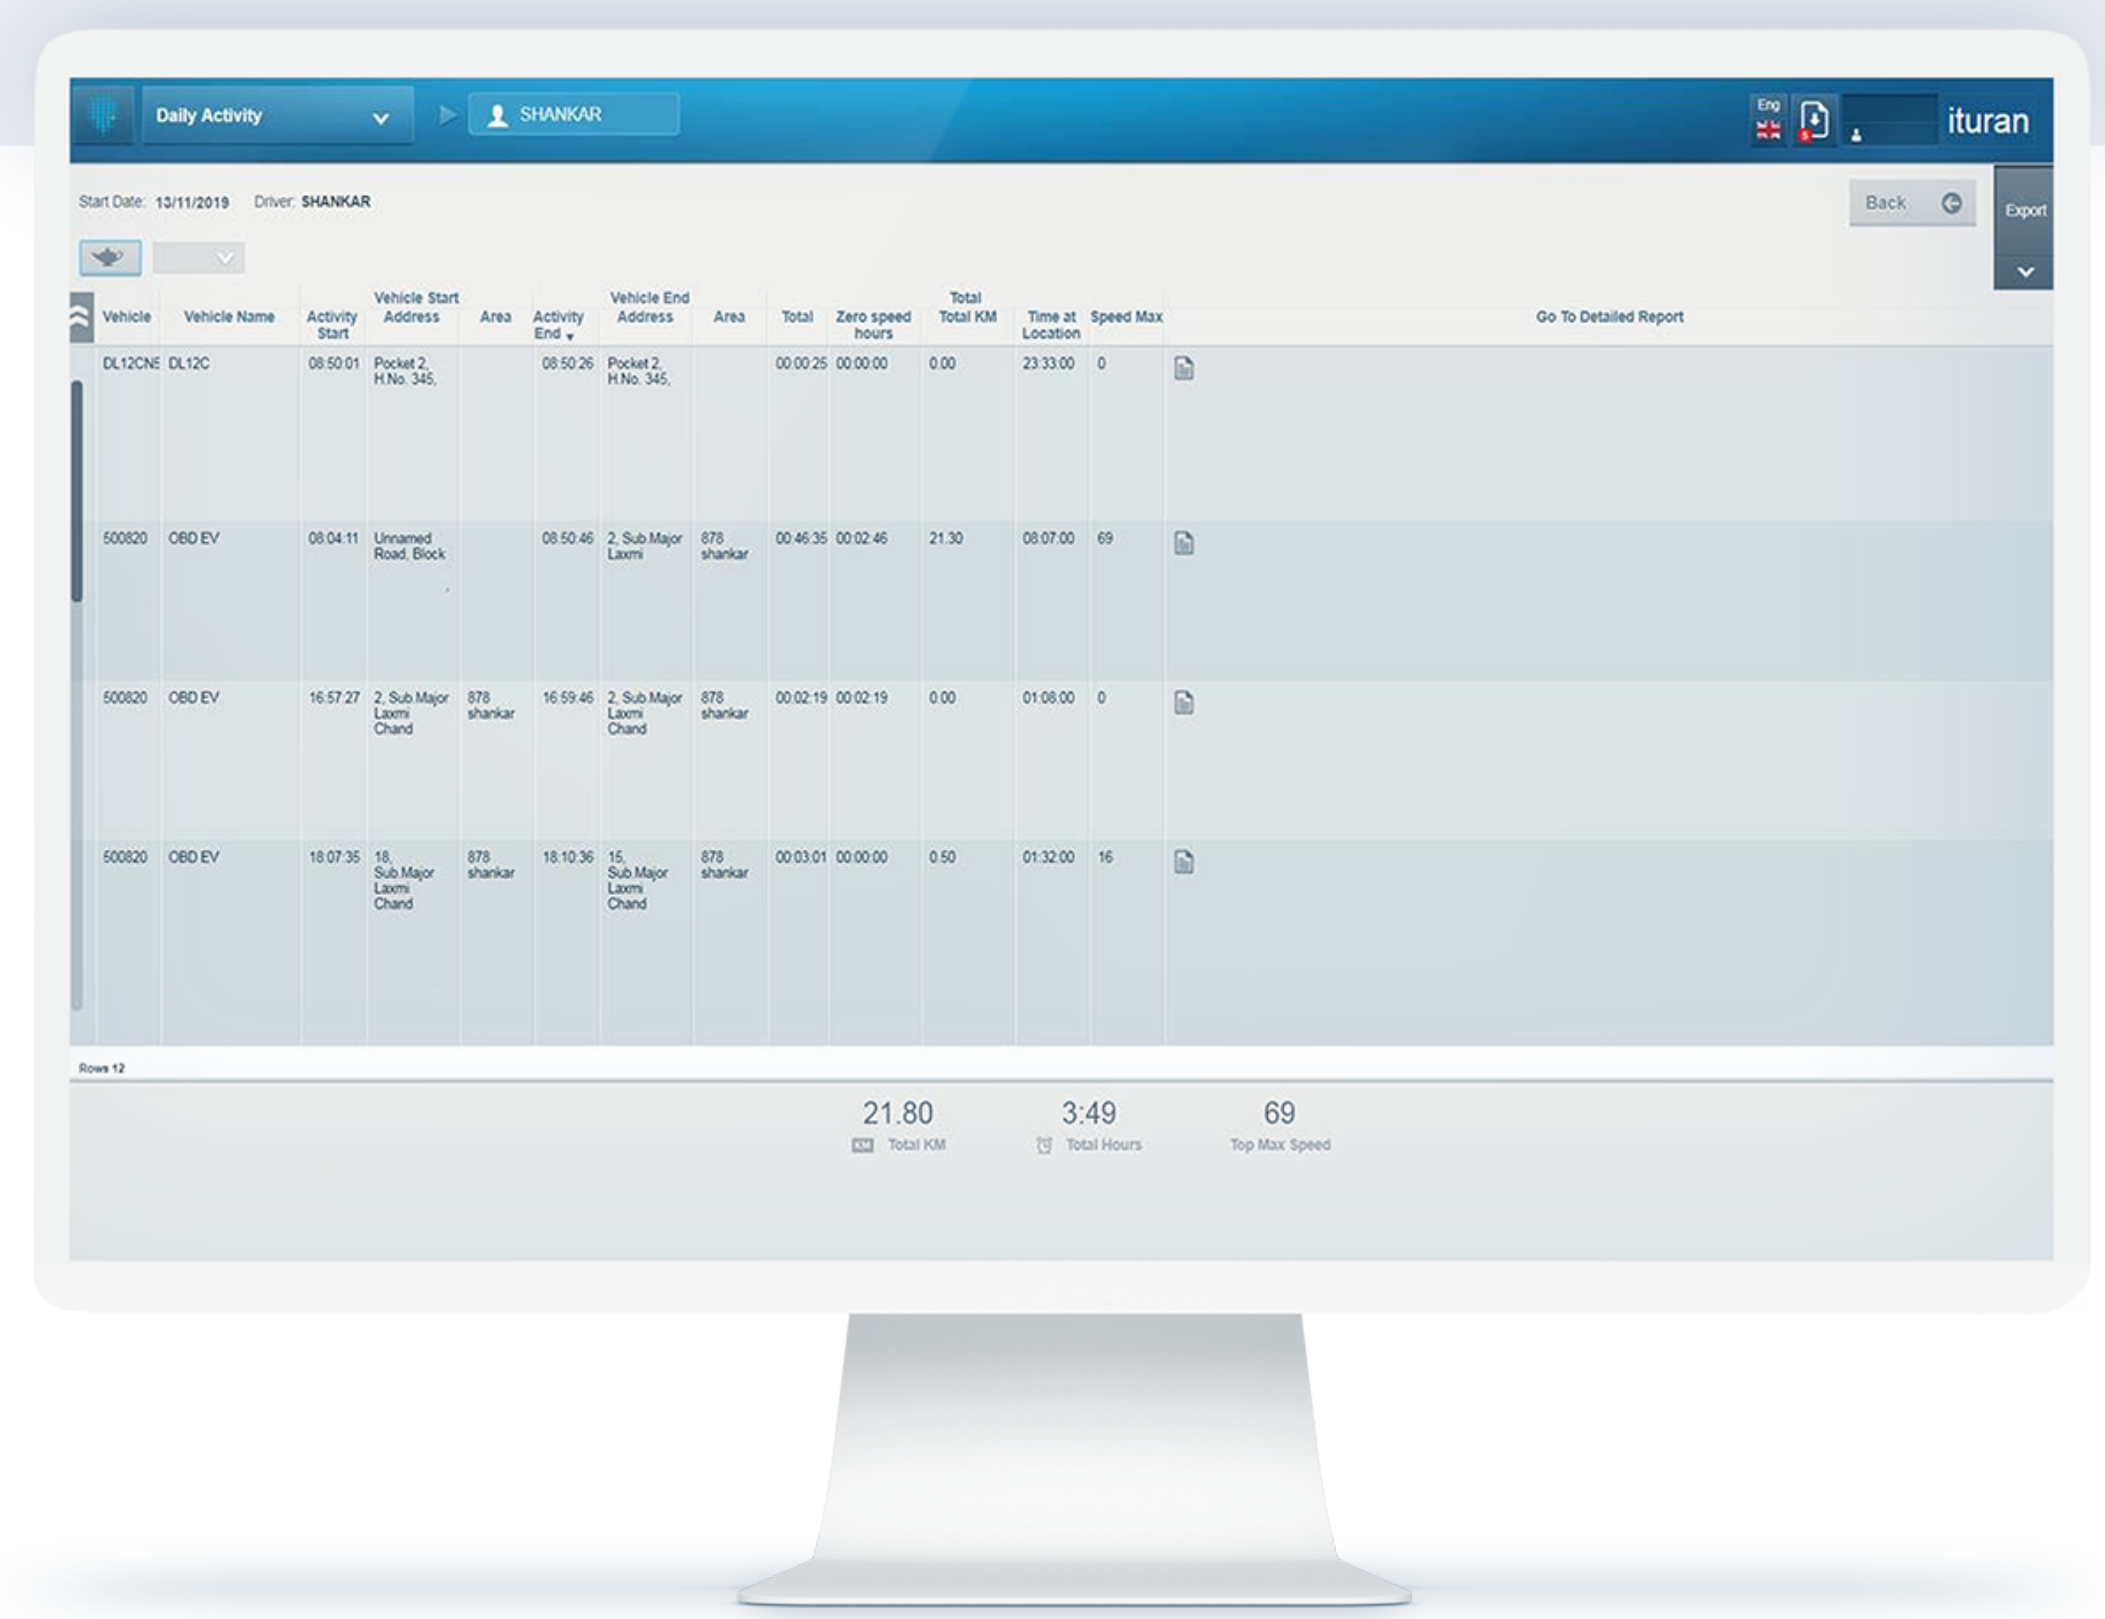 Daily Activity
SHANKAR
Eng
5
ituran
Start Date: 13/11/2019 Driver: SHANKAR
Back
Export
Vehicle Start
Vehicle End
Total
Vehicle Vehicle Name Activity Start Address Area Activity End Address Area Total Zero speed hours Total KM Time at Location Speed Max Go To Detailed Report
DL12CN5 DL12C 08:50:01 Pocket 2, 08:50:26 Pocket 2, 00:00:25 00:00:00 0.00 23:33:00 0
H.No. 345, H.No. 345,
500820 OBD EV 08:04:11 Unnamed 08:50:46 2, Sub.Major 878 00:46:35 00:02:46 21.30 08:07:00 69
Road, Block Laxmi shankar
500820 OBD EV 16:57:27 2, Sub.Major 878 16:59:46 2, Sub.Major 878 00:02:19 00:02:19 0.00 01:08:00 0
Laxmi shankar Laxmi shankar
Chand Chand
500820 OBD EV 18:07:35 18, 878 18:10:36 15, 878 00:03:01 00:00:00 0.50 01:32:00 16
Sub.Major shankar Sub.Major shankar
Laxmi Laxmi
Chand Chand
Rows 12
21.80 3:49 69
Total KM Total Hours Top Max Speed